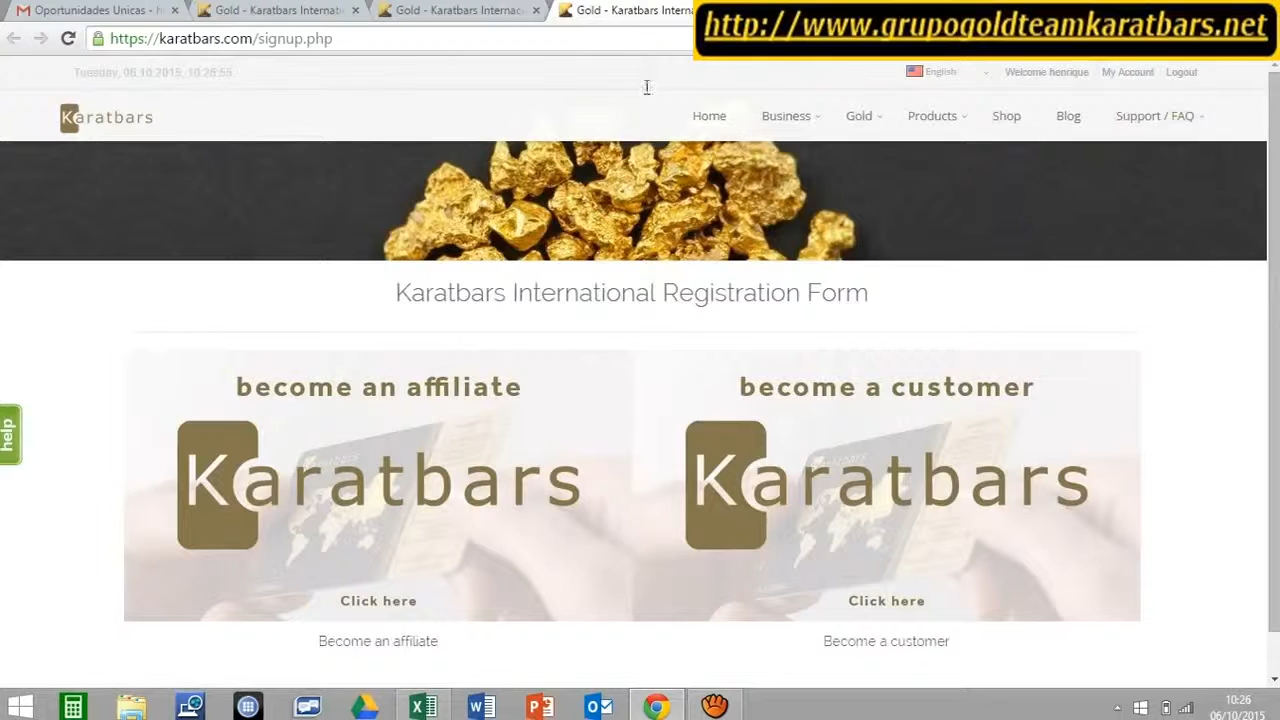 Oportunidades Unicas - h
Gold - Karatbars Internati
Gold - Karatbars Internac
Gold - Karatbars Intern
http://www.grupogoldteamkaratbars.net
https://karatbars.com/signup.php
Tuesday, 06.10.2015, 10:26:55
English
Welcome henrique
My Account
Logout
Karatbars
Home
Business
Gold
Products
Shop
Blog
Support / FAQ
Karatbars International Registration Form
help
become an affiliate
Karatbars
Click here
Become an affiliate
become a customer
Karatbars
Click here
Become a customer
10:26
06/10/2015